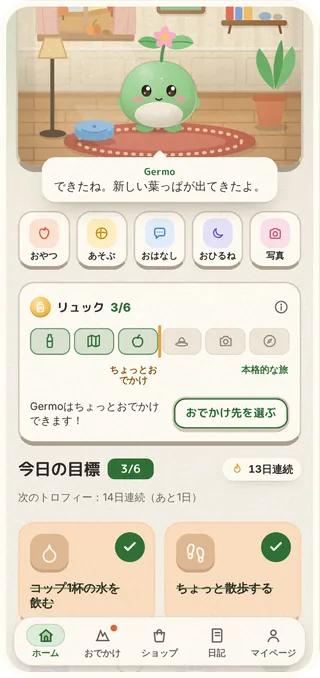 Germo
できたね。新しい葉っぱが出てきたよ。
おやつ
あそぶ
おはなし
おひるね
写真
リュック 3/6
ちょっとお
でかけ
本格的な旅
Germoはちょっとおでかけ
できます！
おでかけ先を選ぶ
今日の目標 3/6
13日連続
次のトロフィー：14日連続（あと1日）
コップ1杯の水を
飲む
ちょっと散歩する
ホーム
おでかけ
ショップ
日記
マイページ